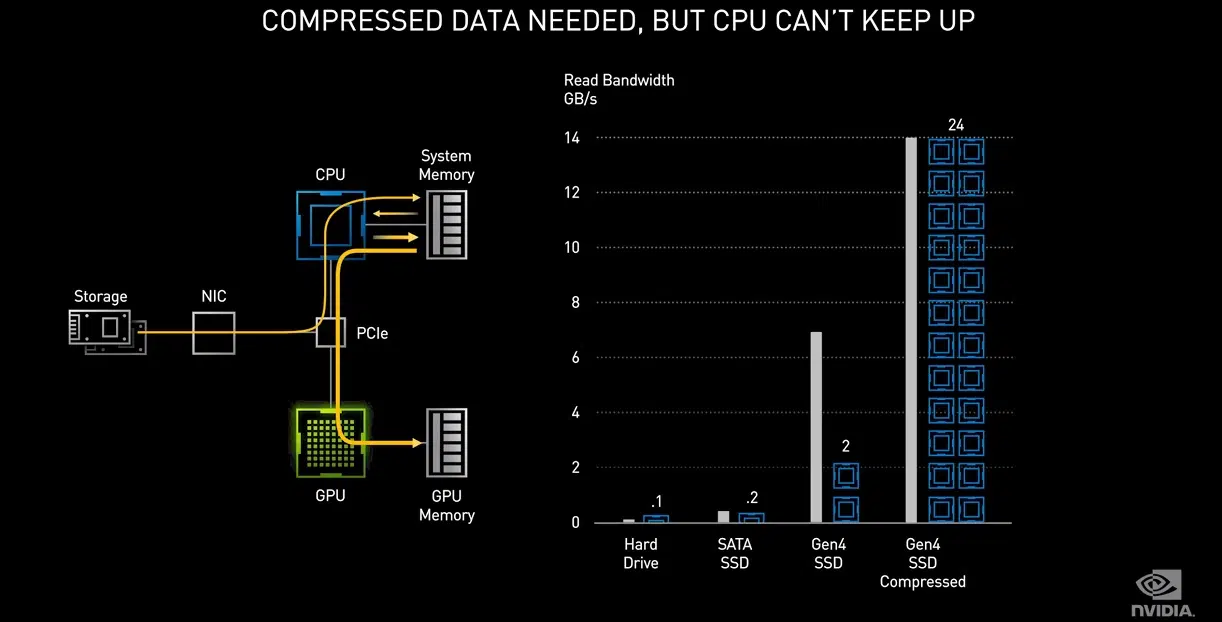 COMPRESSED DATA NEEDED, BUT CPU CAN'T KEEP UP
CPU
System
Memory
Storage
NIC
PCIe
GPU
GPU
Memory
Read Bandwidth
GB/s
14
12
10
8
6
4
2
0
.1
.2
2
24
Hard
Drive
SATA
SSD
Gen4
SSD
Gen4
SSD
Compressed
NVIDIA.